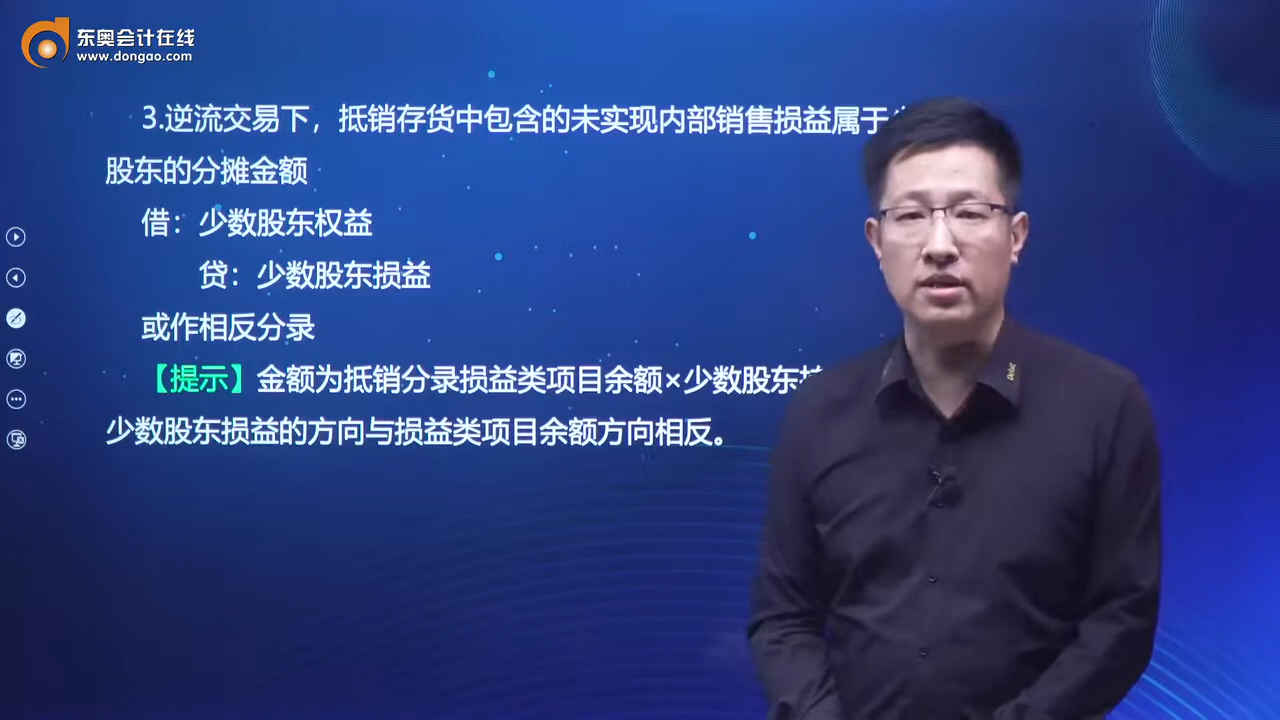 东奥会计在线
www.dongao.com
3.逆流交易下，抵销存货中包含的未实现内部销售损益属于
股东的分摊金额
借：少数股东权益
贷：少数股东损益
或作相反分录
【提示】金额为抵销分录损益类项目余额×少数股东
少数股东损益的方向与损益类项目余额方向相反。